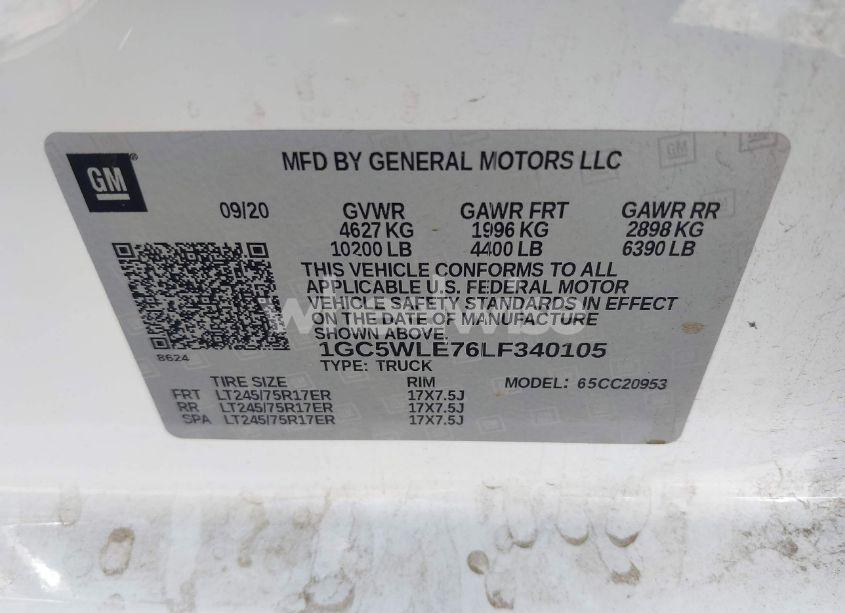 GM
MFD BY GENERAL MOTORS LLC
09/20 GVWR GAWR FRT GAWR RR
4627 KG 1996 KG 2898 KG
10200 LB 4400 LB 6390 LB
THIS VEHICLE CONFORMS TO ALL
APPLICABLE U.S. FEDERAL MOTOR
VEHICLE SAFETY STANDARDS IN EFFECT
ON THE DATE OF MANUFACTURE
SHOWN ABOVE.
8624
1GC5WLE76LF340105
TYPE: TRUCK
TIRE SIZE RIM MODEL: 65CC20953
FRT LT245/75R17ER 17X7.5J
RR LT245/75R17ER 17X7.5J
SPA LT245/75R17ER 17X7.5J